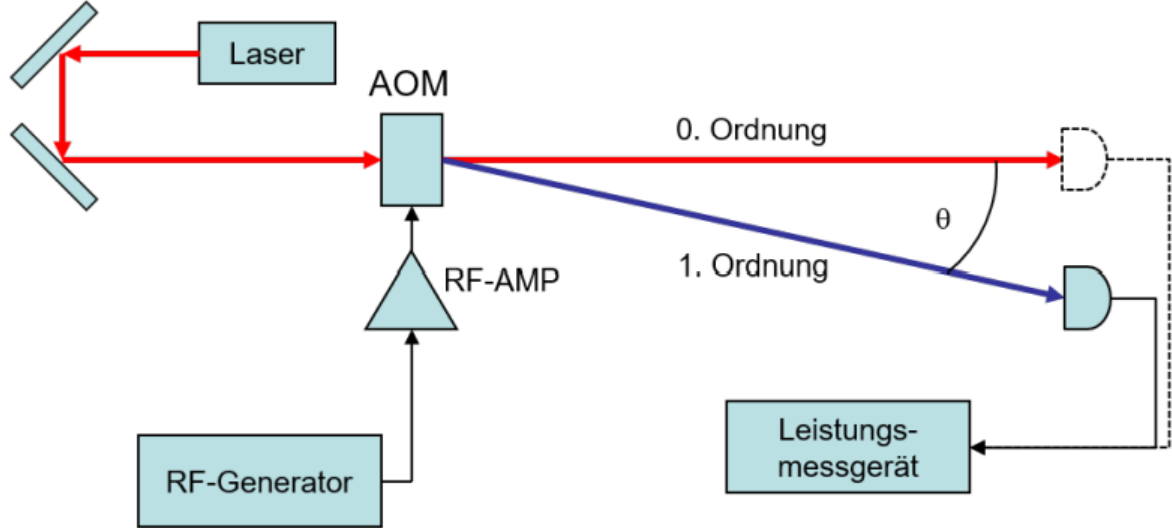 Laser
AOM
0. Ordnung
θ
1. Ordnung
RF-AMP
Leistungs-
messgerät
RF-Generator